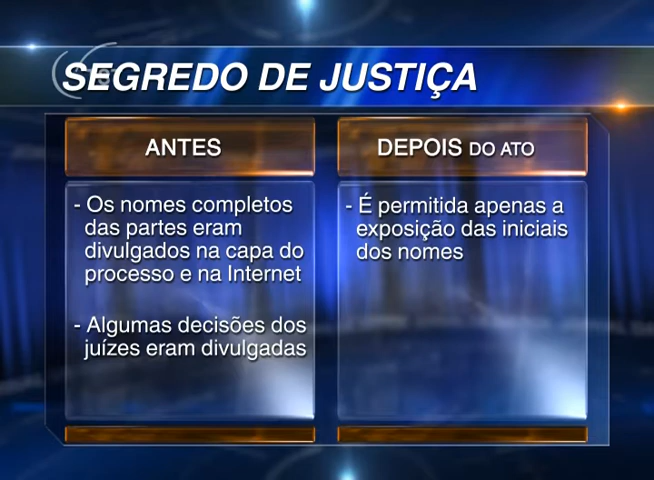 SEGREDO DE JUSTIÇA
ANTES
- Os nomes completos
das partes eram
divulgados na capa do
processo e na Internet
- Algumas decisões dos
juízes eram divulgadas
DEPOIS DO ATO
- É permitida apenas a
exposição das iniciais
dos nomes